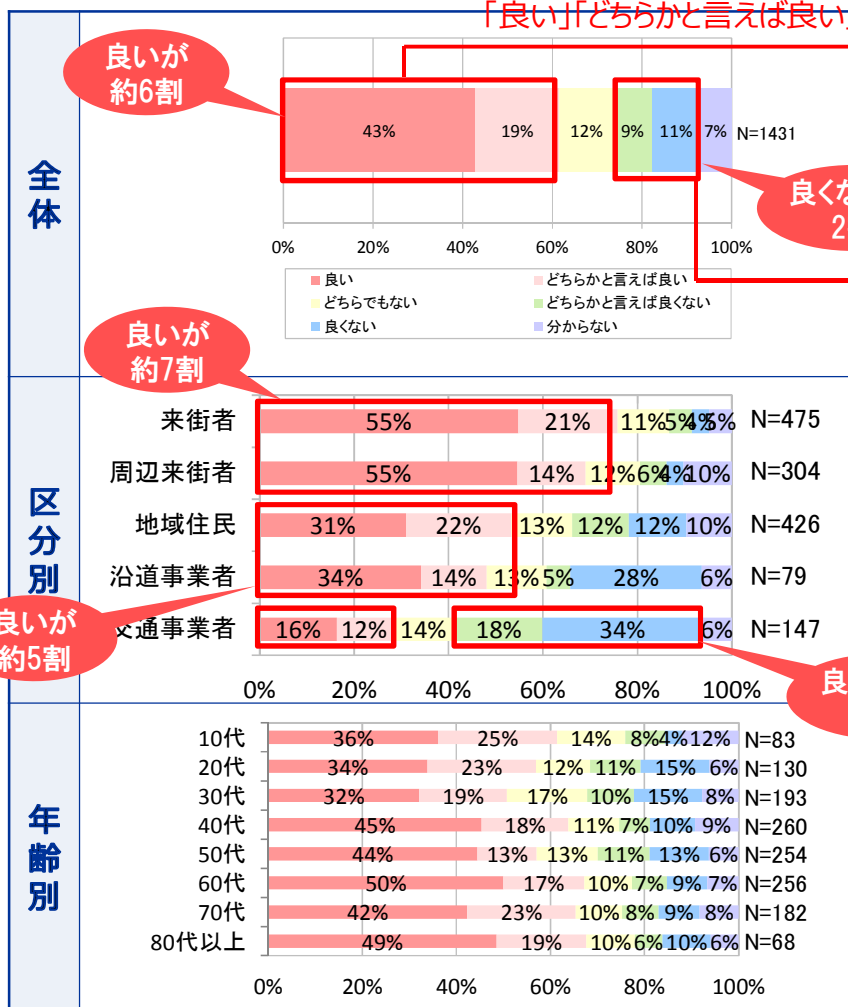 「良い」「どちらかと言えば良い」
良いが
約6割
43% 19% 12% 9% 11% 7% N=1431
良くな
2
全体
0% 20% 40% 60% 80% 100%
良い どちらかと言えば良い
どちらでもない どちらかと言えば良くない
良くない 分からない
良いが
約7割
来街者 55% 21% 11% 5% 4% 5% N=475
周辺来街者 55% 14% 12% 6% 4% 10% N=304
区分別
地域住民 31% 22% 13% 12% 12% 10% N=426
沿道事業者 34% 14% 13% 5% 28% 6% N=79
良いが
約5割
交通事業者 16% 12% 14% 18% 34% 6% N=147
良
0% 20% 40% 60% 80% 100%
年齢別
10代 36% 25% 14% 8% 4% 12% N=83
20代 34% 23% 12% 11% 15% 6% N=130
30代 32% 19% 17% 10% 15% 8% N=193
40代 45% 18% 11% 7% 10% 9% N=260
50代 44% 13% 13% 11% 13% 6% N=254
60代 50% 17% 10% 7% 9% 7% N=256
70代 42% 23% 10% 8% 9% 8% N=182
80代以上 49% 19% 10% 6% 10% 6% N=68
0% 20% 40% 60% 80% 100%